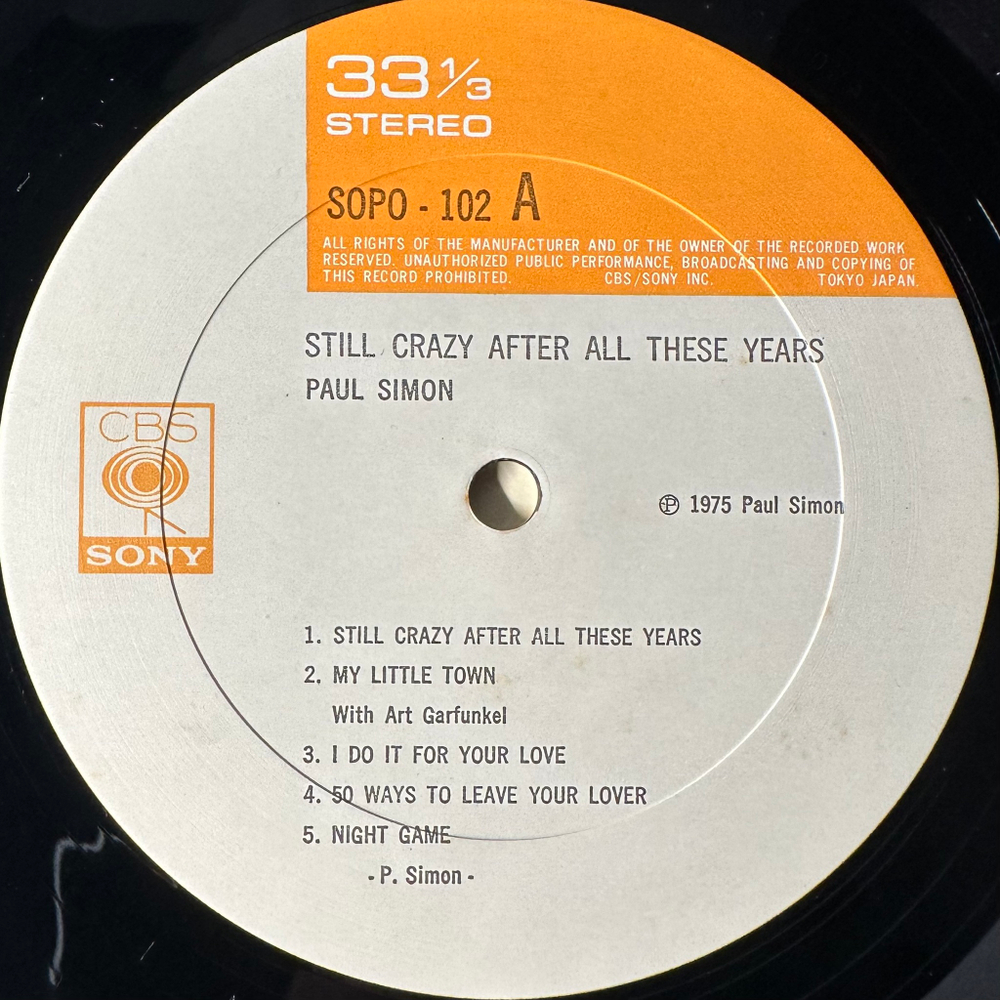 33 1/3
STEREO
SOPO - 102 A
ALL RIGHTS OF THE MANUFACTURER AND OF THE OWNER OF THE RECORDED WORK
RESERVED. UNAUTHORIZED PUBLIC PERFORMANCE, BROADCASTING AND COPYING OF
THIS RECORD PROHIBITED. CBS/SONY INC. TOKYO JAPAN.
STILL CRAZY AFTER ALL THESE YEARS
PAUL SIMON
CBS
SONY
℗ 1975 Paul Simon
1. STILL CRAZY AFTER ALL THESE YEARS
2. MY LITTLE TOWN
With Art Garfunkel
3. I DO IT FOR YOUR LOVE
4. 50 WAYS TO LEAVE YOUR LOVER
5. NIGHT GAME
- P. Simon -